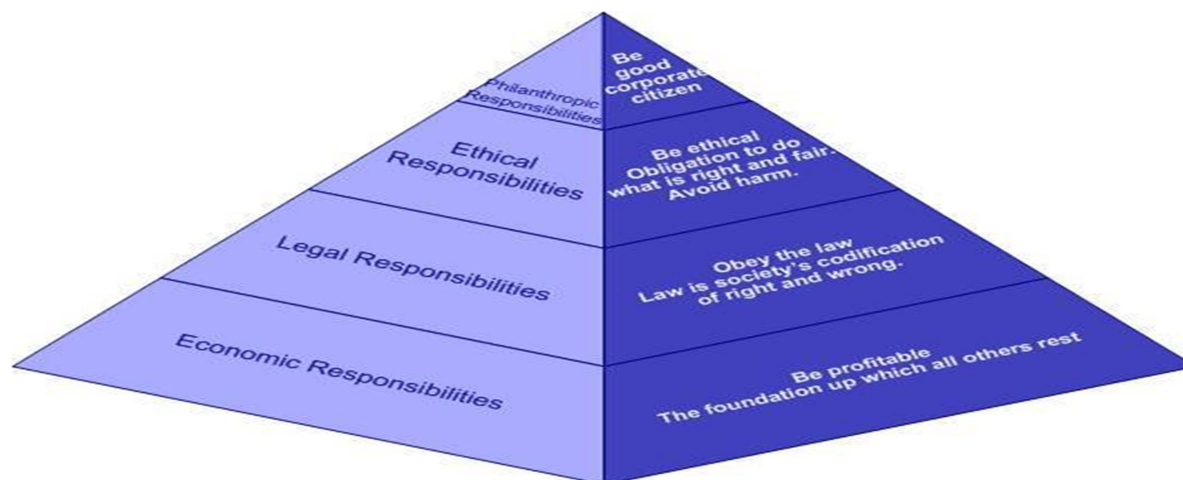 Philanthropic
Responsibilities
Be
good
corporate
citizen
Ethical
Responsibilities
Be ethical
Obligation to do
what is right and fair.
Avoid harm.
Legal Responsibilities
Obey the law
Law is society's codification
of right and wrong.
Economic Responsibilities
Be profitable
The foundation up which all others rest